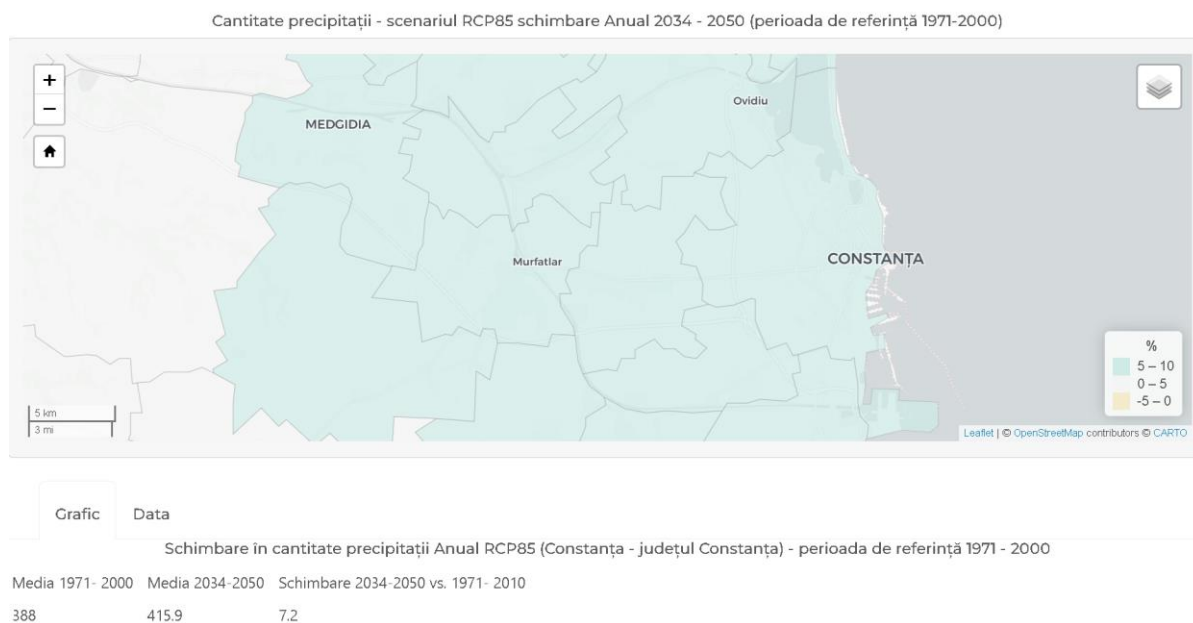 Cantitate precipitații - scenariul RCP85 schimbare Anual 2034 - 2050 (perioada de referință 1971-2000)
+
−
Ovidiu
MEDGIDIA
Murfatlar
CONSTANȚA
%
5 – 10
0 – 5
-5 – 0
5 km
3 mi
Leaflet | © OpenStreetMap contributors © CARTO
Grafic Data
Schimbare în cantitate precipitații Anual RCP85 (Constanța - județul Constanța) - perioada de referință 1971 - 2000
Media 1971- 2000 Media 2034-2050 Schimbare 2034-2050 vs. 1971- 2010
388 415.9 7.2